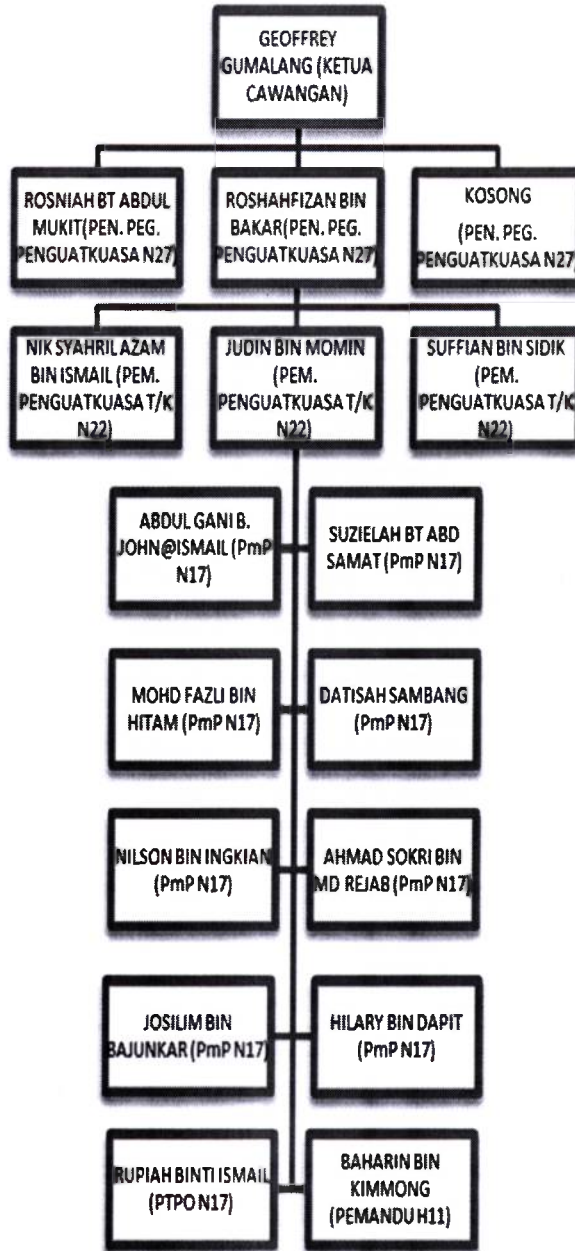 GEOFFREY
GUMALANG (KETUA
CAWANGAN)
ROSNIAH BT ABDUL
MUKIT(PEN. PEG.
PENGUATKUASA N27)
ROSHAHFIZAN BIN
BAKAR(PEN. PEG.
PENGUATKUASA N27)
KOSONG
(PEN. PEG.
PENGUATKUASA N27
NIK SYAHRIL AZAM
BIN ISMAIL (PEM.
PENGUATKUASA T/K
N22)
JUDIN BIN MOMIN
(PEM.
PENGUATKUASA T/K
N22)
SUFFIAN BIN SIDIK
(PEM.
PENGUATKUASA T/K
N22)
ABDUL GANI B.
JOHN@ISMAIL (PmP
N17)
SUZIELAH BT ABD
SAMAT (PmP N17)
MOHD FAZLI BIN
HITAM (PmP N17)
DATISAH SAMBANG
(PmP N17)
NILSON BIN INGKIAN
(PmP N17)
AHMAD SOKRI BIN
MD REJAB (PmP N17)
JOSILIM BIN
BAJUNKAR (PmP N17)
HILARY BIN DAPIT
(PmP N17)
RUPIAH BINTI ISMAIL
(PTPO N17)
BAHARIN BIN
KIMMONG
(PEMANDU H11)